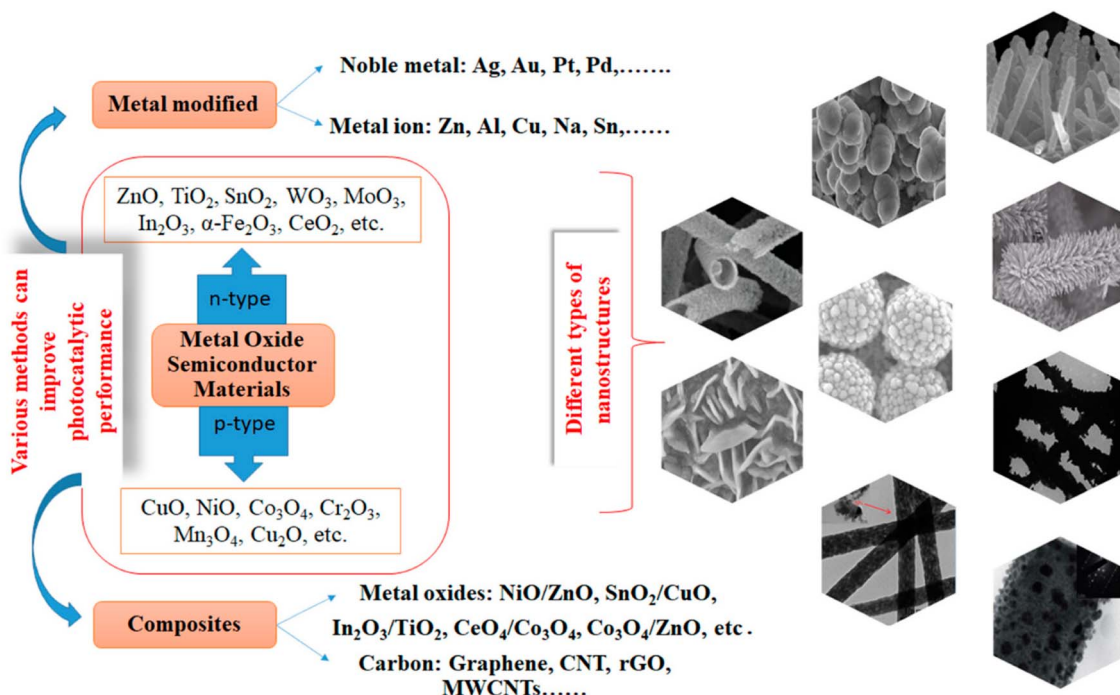 Noble metal: Ag, Au, Pt, Pd,.......
Metal modified
Metal ion: Zn, Al, Cu, Na, Sn,......
ZnO, TiO₂, SnO₂, WO₃, MoO₃,
In₂O₃, α-Fe₂O₃, CeO₂, etc.
n-type
Metal Oxide
Semiconductor
Materials
p-type
CuO, NiO, Co₃O₄, Cr₂O₃,
Mn₃O₄, Cu₂O, etc.
Various methods can
improve
photocatalytic
performance
Different types of
nanostructures
Composites
Metal oxides: NiO/ZnO, SnO₂/CuO,
In₂O₃/TiO₂, CeO₄/Co₃O₄, Co₃O₄/ZnO, etc .
Carbon: Graphene, CNT, rGO,
MWCNTs......